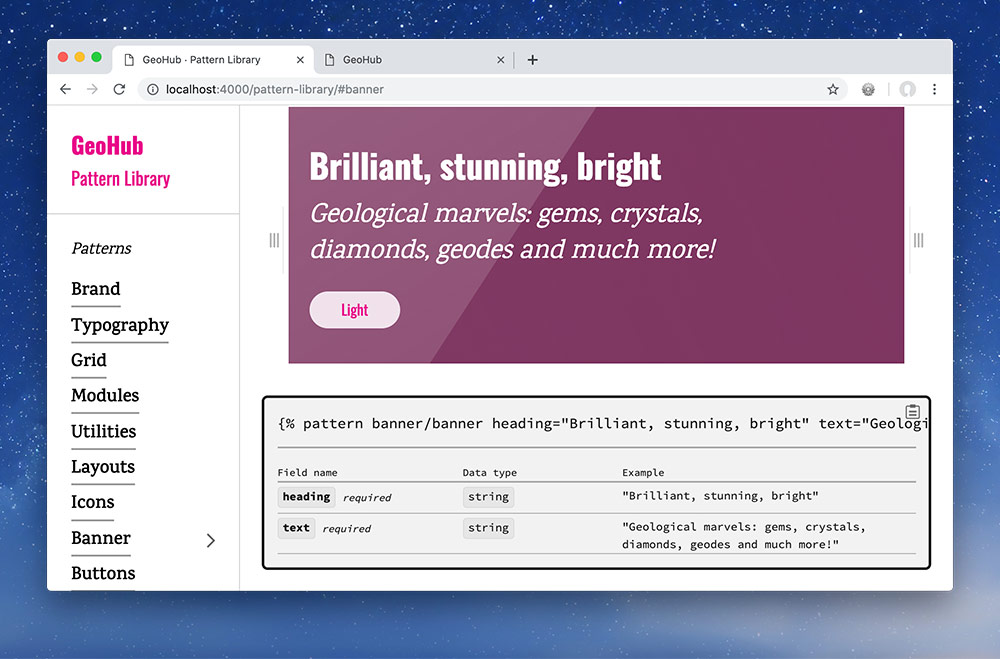 GeoHub · Pattern Library
GeoHub
localhost:4000/pattern-library/#banner
GeoHub
Pattern Library
Patterns
Brand
Typography
Grid
Modules
Utilities
Layouts
Icons
Banner
Buttons
Brilliant, stunning, bright
Geological marvels: gems, crystals,
diamonds, geodes and much more!
Light
{% pattern banner/banner heading="Brilliant, stunning, bright" text="Geologi
Field name Data type Example
heading required string "Brilliant, stunning, bright"
text required string "Geological marvels: gems, crystals,
diamonds, geodes and much more!"